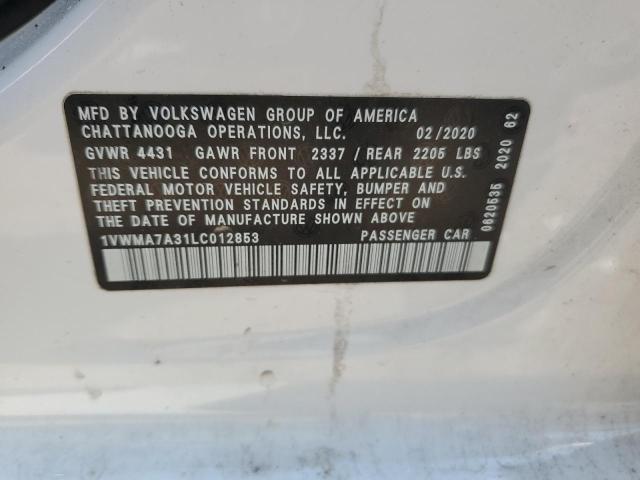 MFD BY VOLKSWAGEN GROUP OF AMERICA
CHATTANOOGA OPERATIONS, LLC. 02/2020
GVWR 4431 GAWR FRONT 2337 / REAR 2205 LBS
THIS VEHICLE CONFORMS TO ALL APPLICABLE U.S.
FEDERAL MOTOR VEHICLE SAFETY, BUMPER AND
THEFT PREVENTION STANDARDS IN EFFECT ON
THE DATE OF MANUFACTURE SHOWN ABOVE
1VWMA7A31LC012853 PASSENGER CAR
0620535 2020 62